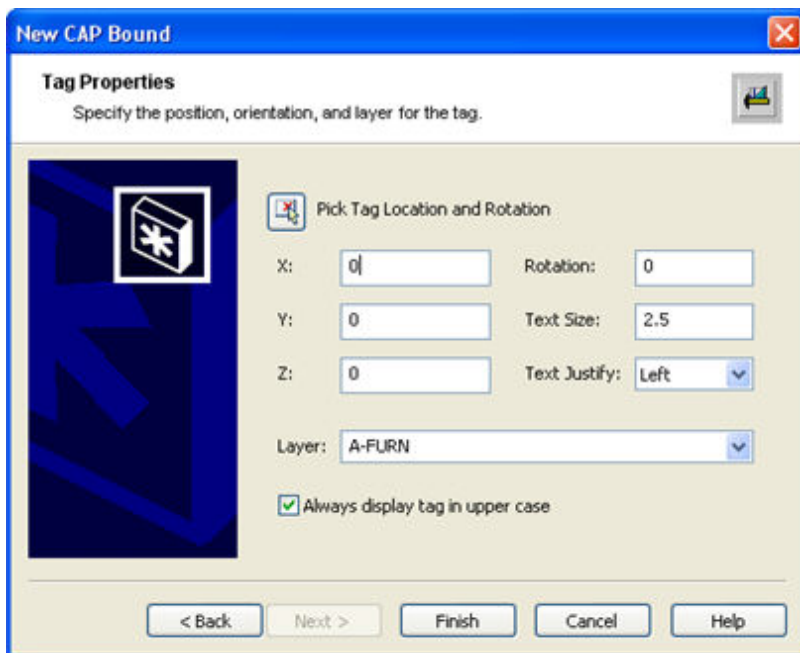 New CAP Bound
Tag Properties
Specify the position, orientation, and layer for the tag.
Pick Tag Location and Rotation
X: 0 Rotation: 0
Y: 0 Text Size: 2.5
Z: 0 Text Justify: Left
Layer: A-FURN
Always display tag in upper case
< Back Next > Finish Cancel Help